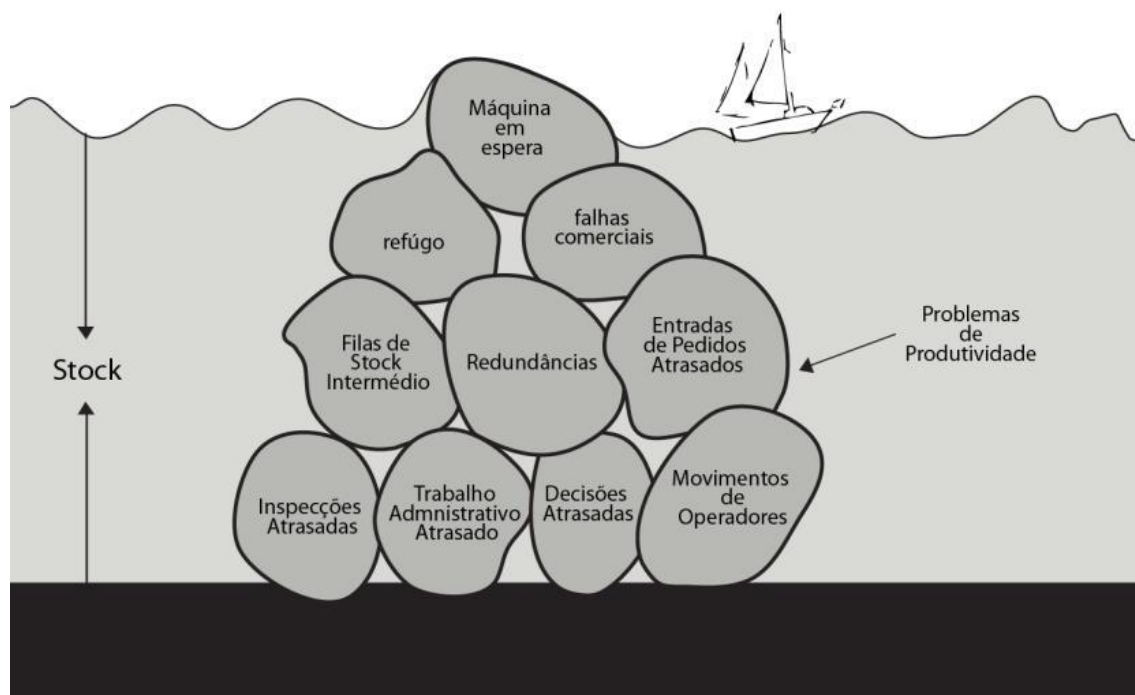 Máquina
em
espera
refúgo
falhas
comerciais
Filas de
Stock
Intermédio
Redundâncias
Entradas
de Pedidos
Atrasados
Problemas
de
Produtividade
Stock
Inspecções
Atrasadas
Trabalho
Admnistrativo
Atrasado
Decisões
Atrasadas
Movimentos
de
Operadores